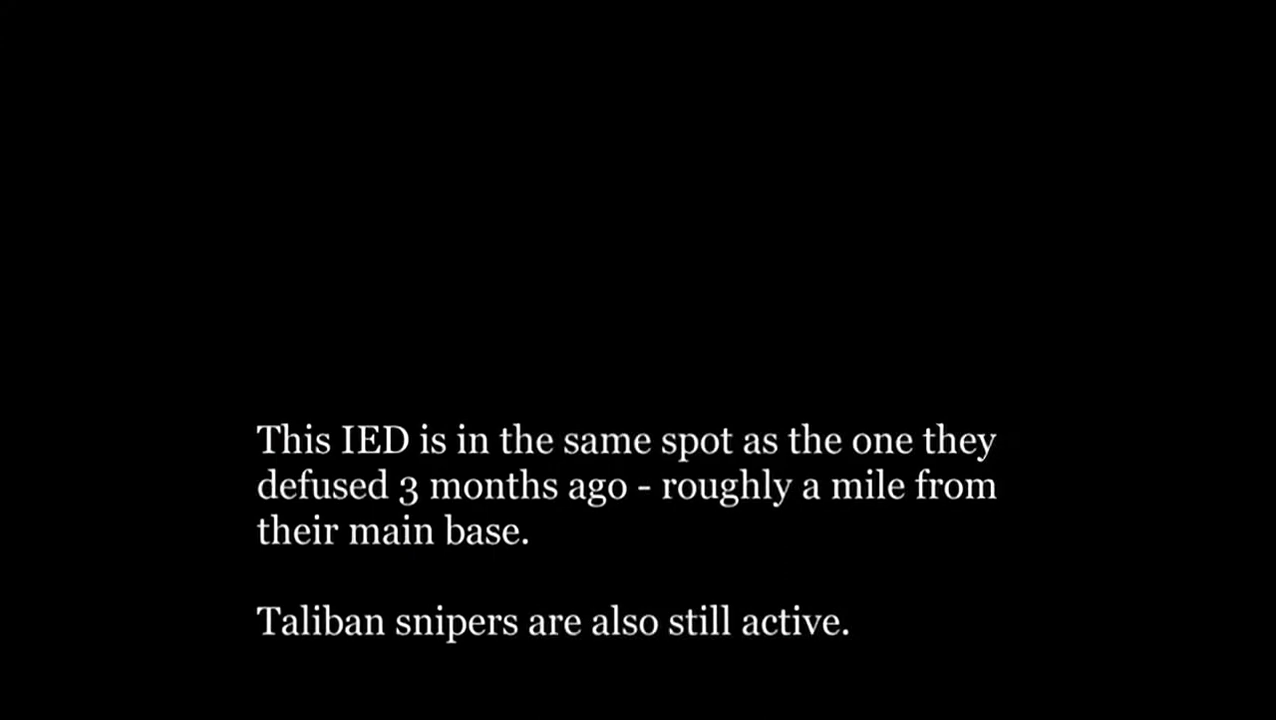 This IED is in the same spot as the one they
defused 3 months ago - roughly a mile from
their main base.
Taliban snipers are also still active.